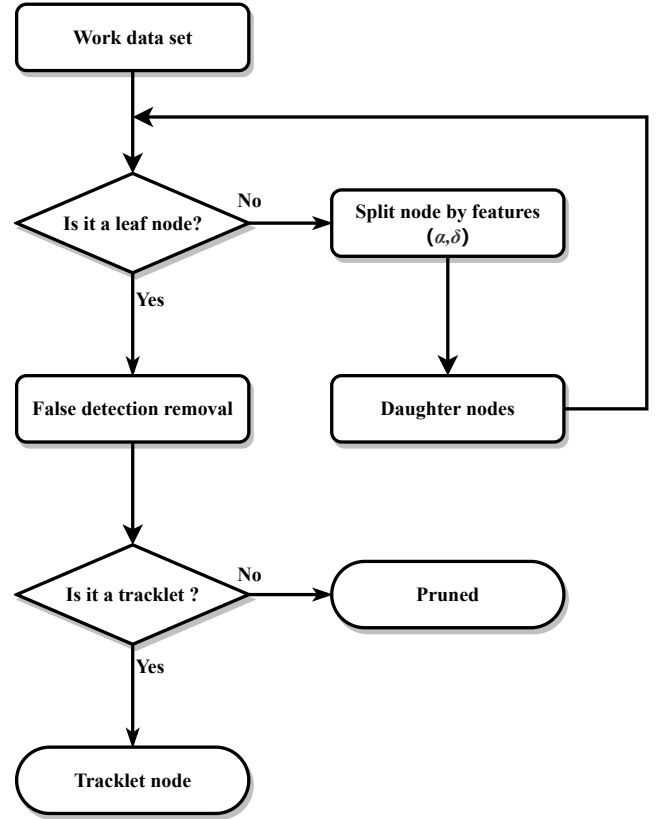 Work data set
Is it a leaf node?
No
Split node by features
(α,δ)
Yes
False detection removal
Daughter nodes
Is it a tracklet ?
No
Pruned
Yes
Tracklet node